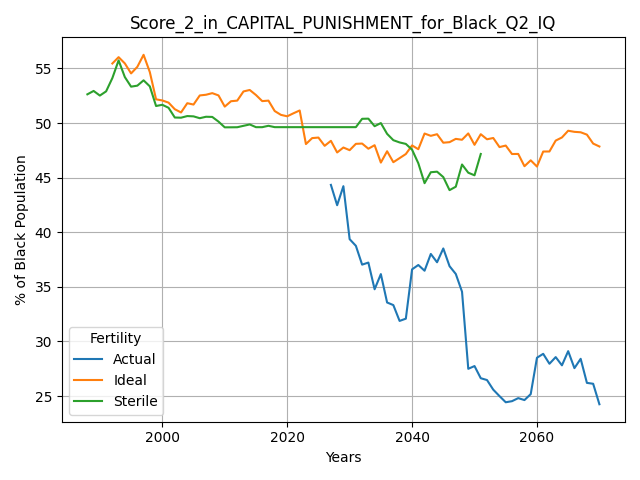 Score_2_in_CAPITAL_PUNISHMENT_for_Black_Q2_IQ
% of Black Population
55
50
45
40
35
30
25
Fertility
Actual
Ideal
Sterile
2000 2020 2040 2060
Years